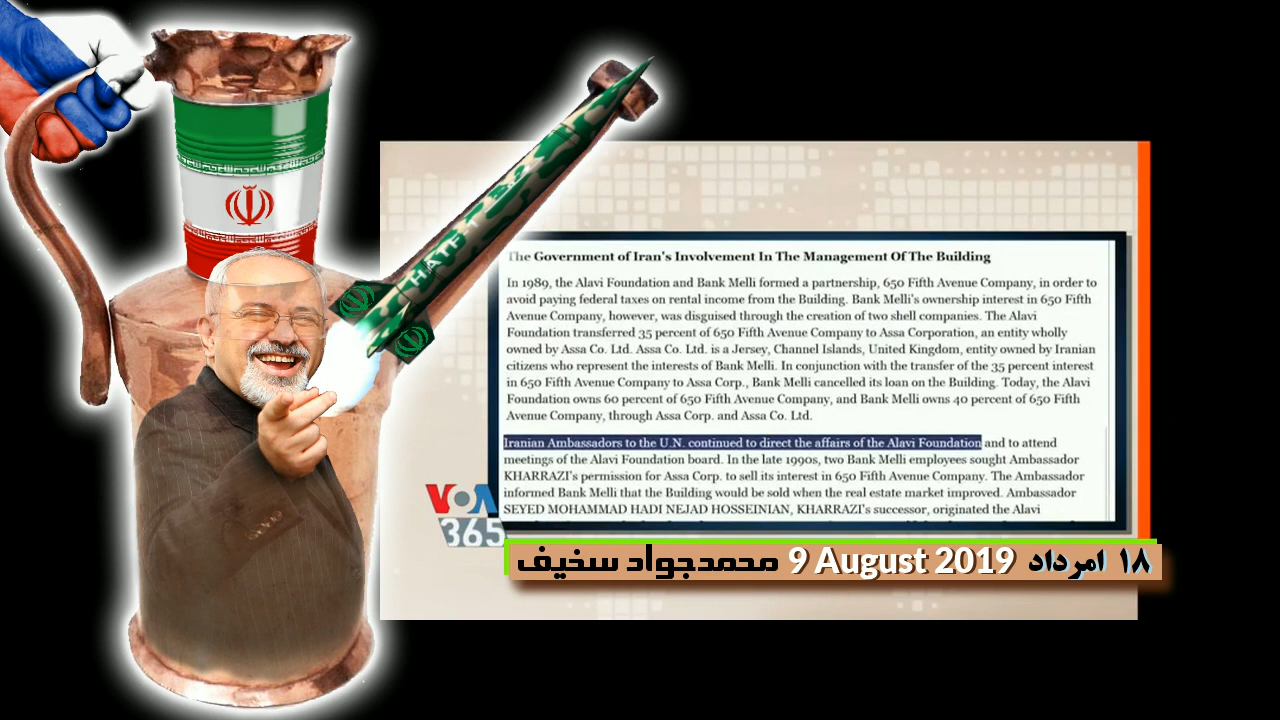 HATF
The Government of Iran's Involvement In The Management Of The Building
In 1989, the Alavi Foundation and Bank Melli formed a partnership, 650 Fifth Avenue Company, in order to
avoid paying federal taxes on rental income from the Building. Bank Melli's ownership interest in 650 Fifth
Avenue Company, however, was disguised through the creation of two shell companies. The Alavi
Foundation transferred 35 percent of 650 Fifth Avenue Company to Assa Corporation, an entity wholly
owned by Assa Co. Ltd. Assa Co. Ltd. is a Jersey, Channel Islands, United Kingdom, entity owned by Iranian
citizens who represent the interests of Bank Melli. In conjunction with the transfer of the 35 percent interest
in 650 Fifth Avenue Company to Assa Corp., Bank Melli cancelled its loan on the Building. Today, the Alavi
Foundation owns 60 percent of 650 Fifth Avenue Company, and Bank Melli owns 40 percent of 650 Fifth
Avenue Company, through Assa Corp. and Assa Co. Ltd.
Iranian Ambassadors to the U.N. continued to direct the affairs of the Alavi Foundation and to attend
meetings of the Alavi Foundation board. In the late 1990s, two Bank Melli employees sought Ambassador
KHARRAZI's permission for Assa Corp. to sell its interest in 650 Fifth Avenue Company. The Ambassador
informed Bank Melli that the Building would be sold when the real estate market improved. Ambassador
SEYED MOHAMMAD HADI NEJAD HOSSEINIAN, KHARRAZI's successor, originated the Alavi
VOA
365
۱۸ امرداد 9 August 2019 محمدجواد سخیف